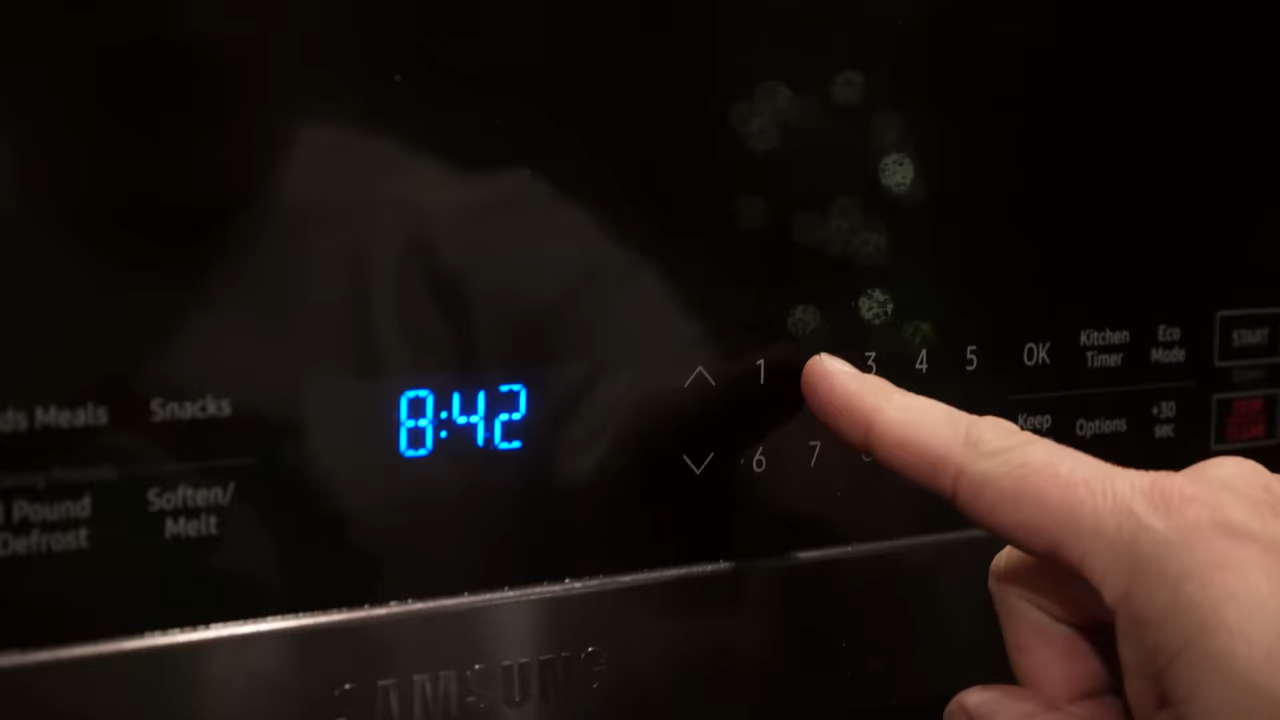 ds Meals
Snacks
Pound
Defrost
Soften/
Melt
8:42
1
3
4
5
6
7
OK
Kitchen
Timer
Eco
Mode
START
Keep
Options
+30
sec
SAMSUNG